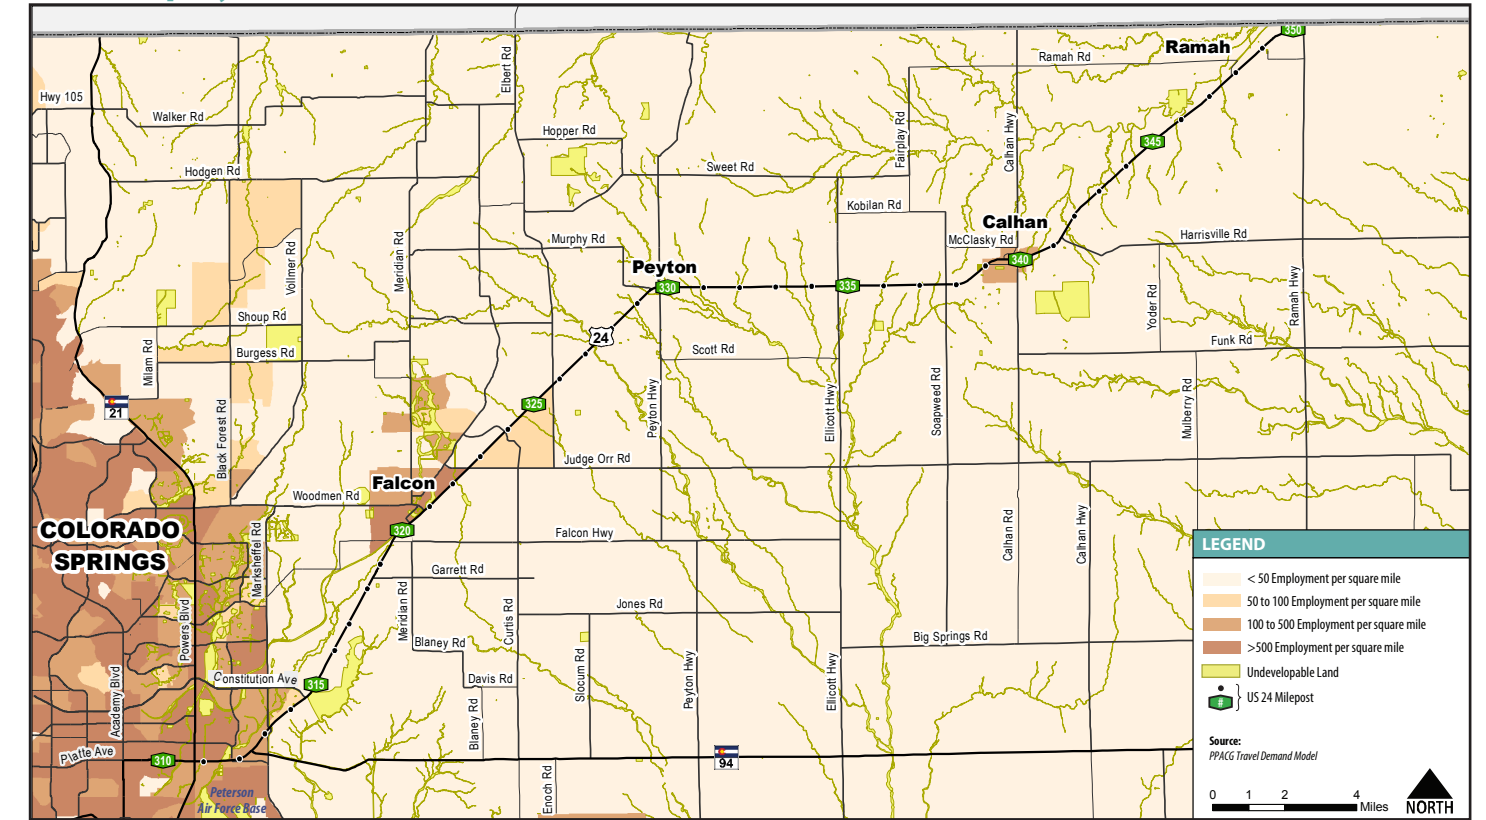 Ramah
350
Ramah Rd
Elbert Rd
Hwy 105
Walker Rd
Hopper Rd
Fairplay Rd
Calhan Hwy
345
Hodgen Rd
Sweet Rd
Kobilan Rd
Calhan
McClasky Rd
Harrisville Rd
Murphy Rd
Meridian Rd
Vollmer Rd
Peyton
330
335
340
Yoder Rd
Ramah Hwy
Shoup Rd
24
Burgess Rd
Milam Rd
Scott Rd
Funk Rd
21
325
Black Forest Rd
Peyton Hwy
Ellicott Hwy
Soapweed Rd
Mulberry Rd
Judge Orr Rd
Falcon
Woodmen Rd
COLORADO
SPRINGS
320
Falcon Hwy
Marksheffel Rd
Calhan Rd
Calhan Hwy
Garrett Rd
Meridian Rd
Curtis Rd
Jones Rd
Powers Blvd
Blaney Rd
Big Springs Rd
Constitution Ave
315
Davis Rd
Slocum Rd
Peyton Hwy
Ellicott Hwy
Academy Blvd
Blaney Rd
Platte Ave
310
94
Enoch Rd
Peterson
Air Force Base
LEGEND
< 50 Employment per square mile
50 to 100 Employment per square mile
100 to 500 Employment per square mile
>500 Employment per square mile
Undevelopable Land
# } US 24 Milepost
Source:
PPACG Travel Demand Model
0 1 2 4 Miles
NORTH